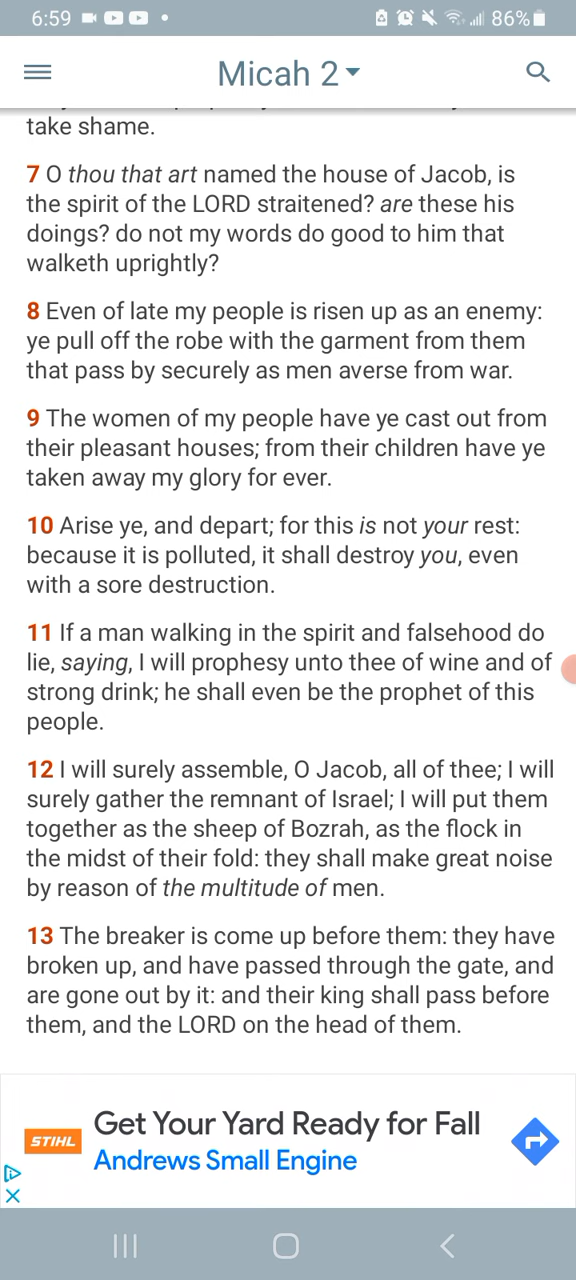 6:59
86%
Micah 2
take shame.
7 O thou that art named the house of Jacob, is
the spirit of the LORD straitened? are these his
doings? do not my words do good to him that
walketh uprightly?
8 Even of late my people is risen up as an enemy:
ye pull off the robe with the garment from them
that pass by securely as men averse from war.
9 The women of my people have ye cast out from
their pleasant houses; from their children have ye
taken away my glory for ever.
10 Arise ye, and depart; for this is not your rest:
because it is polluted, it shall destroy you, even
with a sore destruction.
11 If a man walking in the spirit and falsehood do
lie, saying, I will prophesy unto thee of wine and of
strong drink; he shall even be the prophet of this
people.
12 I will surely assemble, O Jacob, all of thee; I will
surely gather the remnant of Israel; I will put them
together as the sheep of Bozrah, as the flock in
the midst of their fold: they shall make great noise
by reason of the multitude of men.
13 The breaker is come up before them: they have
broken up, and have passed through the gate, and
are gone out by it: and their king shall pass before
them, and the LORD on the head of them.
STIHL
Get Your Yard Ready for Fall
Andrews Small Engine